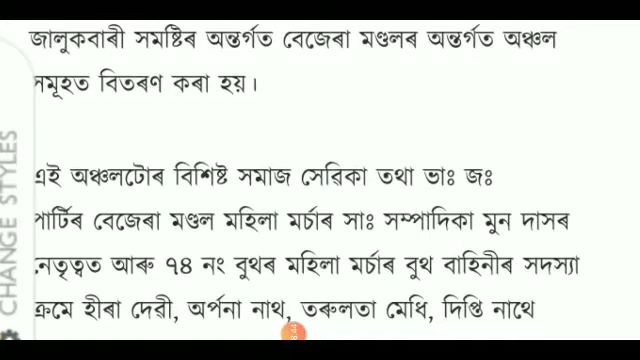 জালুকবাৰী সমষ্টিৰ অন্তৰ্গত বেজেৰা মণ্ডলৰ অন্তৰ্গত অঞ্চল
সমূহত বিতৰণ কৰা হয়।
এই অঞ্চলটোৰ বিশিষ্ট সমাজ সেৱিকা তথা ভাঃ জঃ
পাৰ্টিৰ বেজেৰা মণ্ডল মহিলা মৰ্চাৰ সাঃ সম্পাদিকা মুন দাসৰ
নেতৃত্বত আৰু ৭৪ নং বুথৰ মহিলা মৰ্চাৰ বুথ বাহিনীৰ সদস্যা
ক্ৰমে হীৰা দেৱী, অৰ্পনা নাথ, তৰুলতা মেধি, দিপ্তি নাথে
CHANGE STYLES